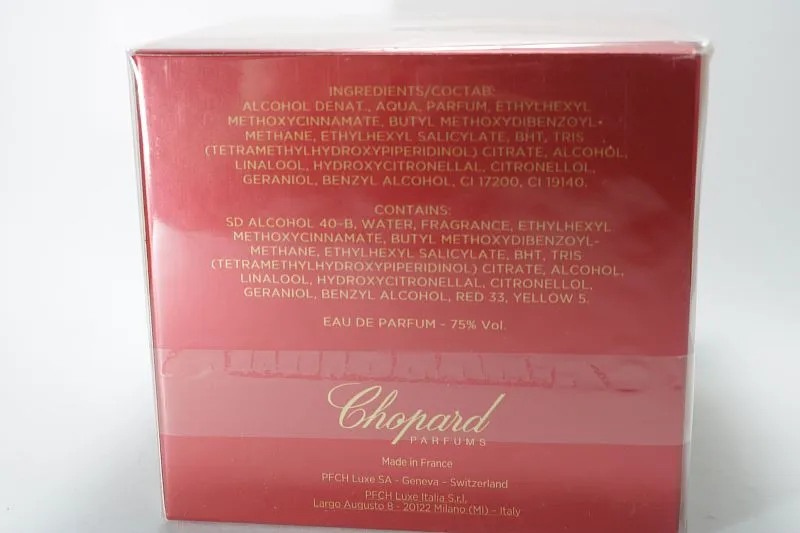 INGREDIENTS/СОСТАВ:
ALCOHOL DENAT., AQUA, PARFUM, ETHYLHEXYL
METHOXYCINNAMATE, BUTYL METHOXYDIBENZOYL-
METHANE, ETHYLHEXYL SALICYLATE, BHT, TRIS
(TETRAMETHYLHYDROXYPIPERIDINOL) CITRATE, ALCOHOL,
LINALOOL, HYDROXYCITRONELLAL, CITRONELLOL,
GERANIOL, BENZYL ALCOHOL, CI 17200, CI 19140.
CONTAINS:
SD ALCOHOL 40-B, WATER, FRAGRANCE, ETHYLHEXYL
METHOXYCINNAMATE, BUTYL METHOXYDIBENZOYL-
METHANE, ETHYLHEXYL SALICYLATE, BHT, TRIS
(TETRAMETHYLHYDROXYPIPERIDINOL) CITRATE, ALCOHOL,
LINALOOL, HYDROXYCITRONELLAL, CITRONELLOL,
GERANIOL, BENZYL ALCOHOL, RED 33, YELLOW 5.
EAU DE PARFUM - 75% Vol.
Chopard
PARFUMS
Made in France
PFCH Luxe SA - Geneva - Switzerland
PFCH Luxe Italia S.r.l.
Largo Augusto 8 - 20122 Milano (MI) - Italy